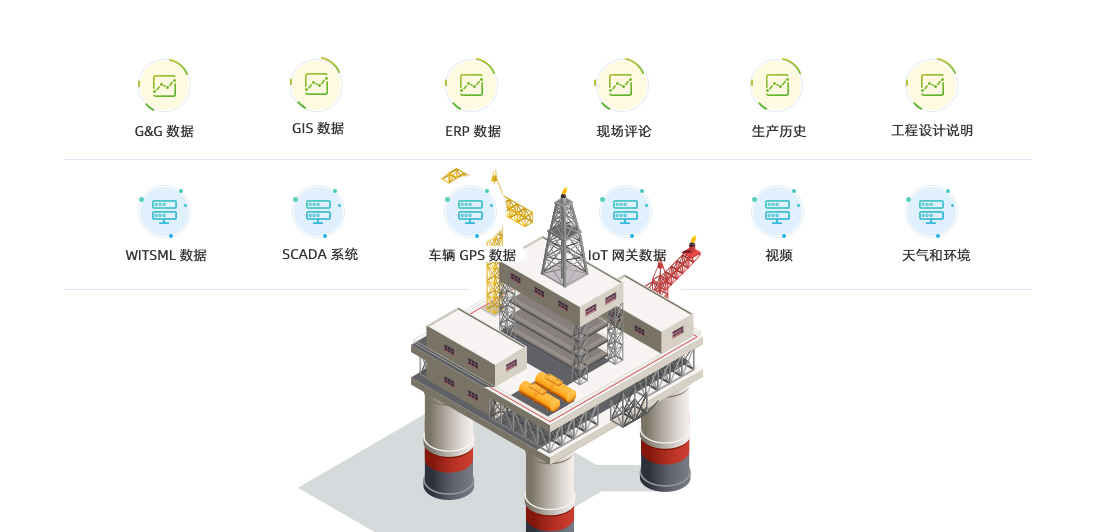 G&G 数据
GIS 数据
ERP 数据
现场评论
生产历史
工程设计说明
WITSML 数据
SCADA 系统
车辆 GPS 数据
IoT 网关数据
视频
天气和环境